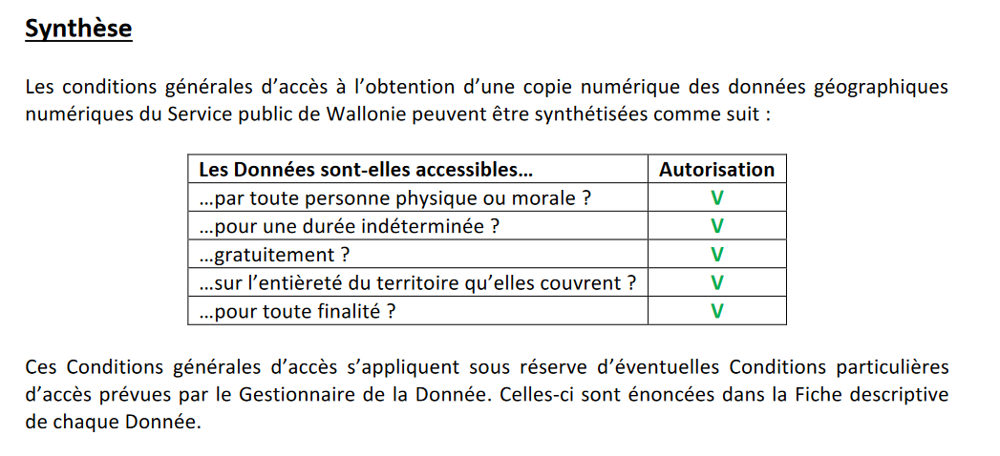 Synthèse
Les conditions générales d’accès à l’obtention d’une copie numérique des données géographiques
numériques du Service public de Wallonie peuvent être synthétisées comme suit :
Les Données sont-elles accessibles... Autorisation
...par toute personne physique ou morale ? V
...pour une durée indéterminée ? V
...gratuitement ? V
...sur l’entièreté du territoire qu’elles couvrent ? V
...pour toute finalité ? V
Ces Conditions générales d’accès s’appliquent sous réserve d’éventuelles Conditions particulières
d’accès prévues par le Gestionnaire de la Donnée. Celles-ci sont énoncées dans la Fiche descriptive
de chaque Donnée.